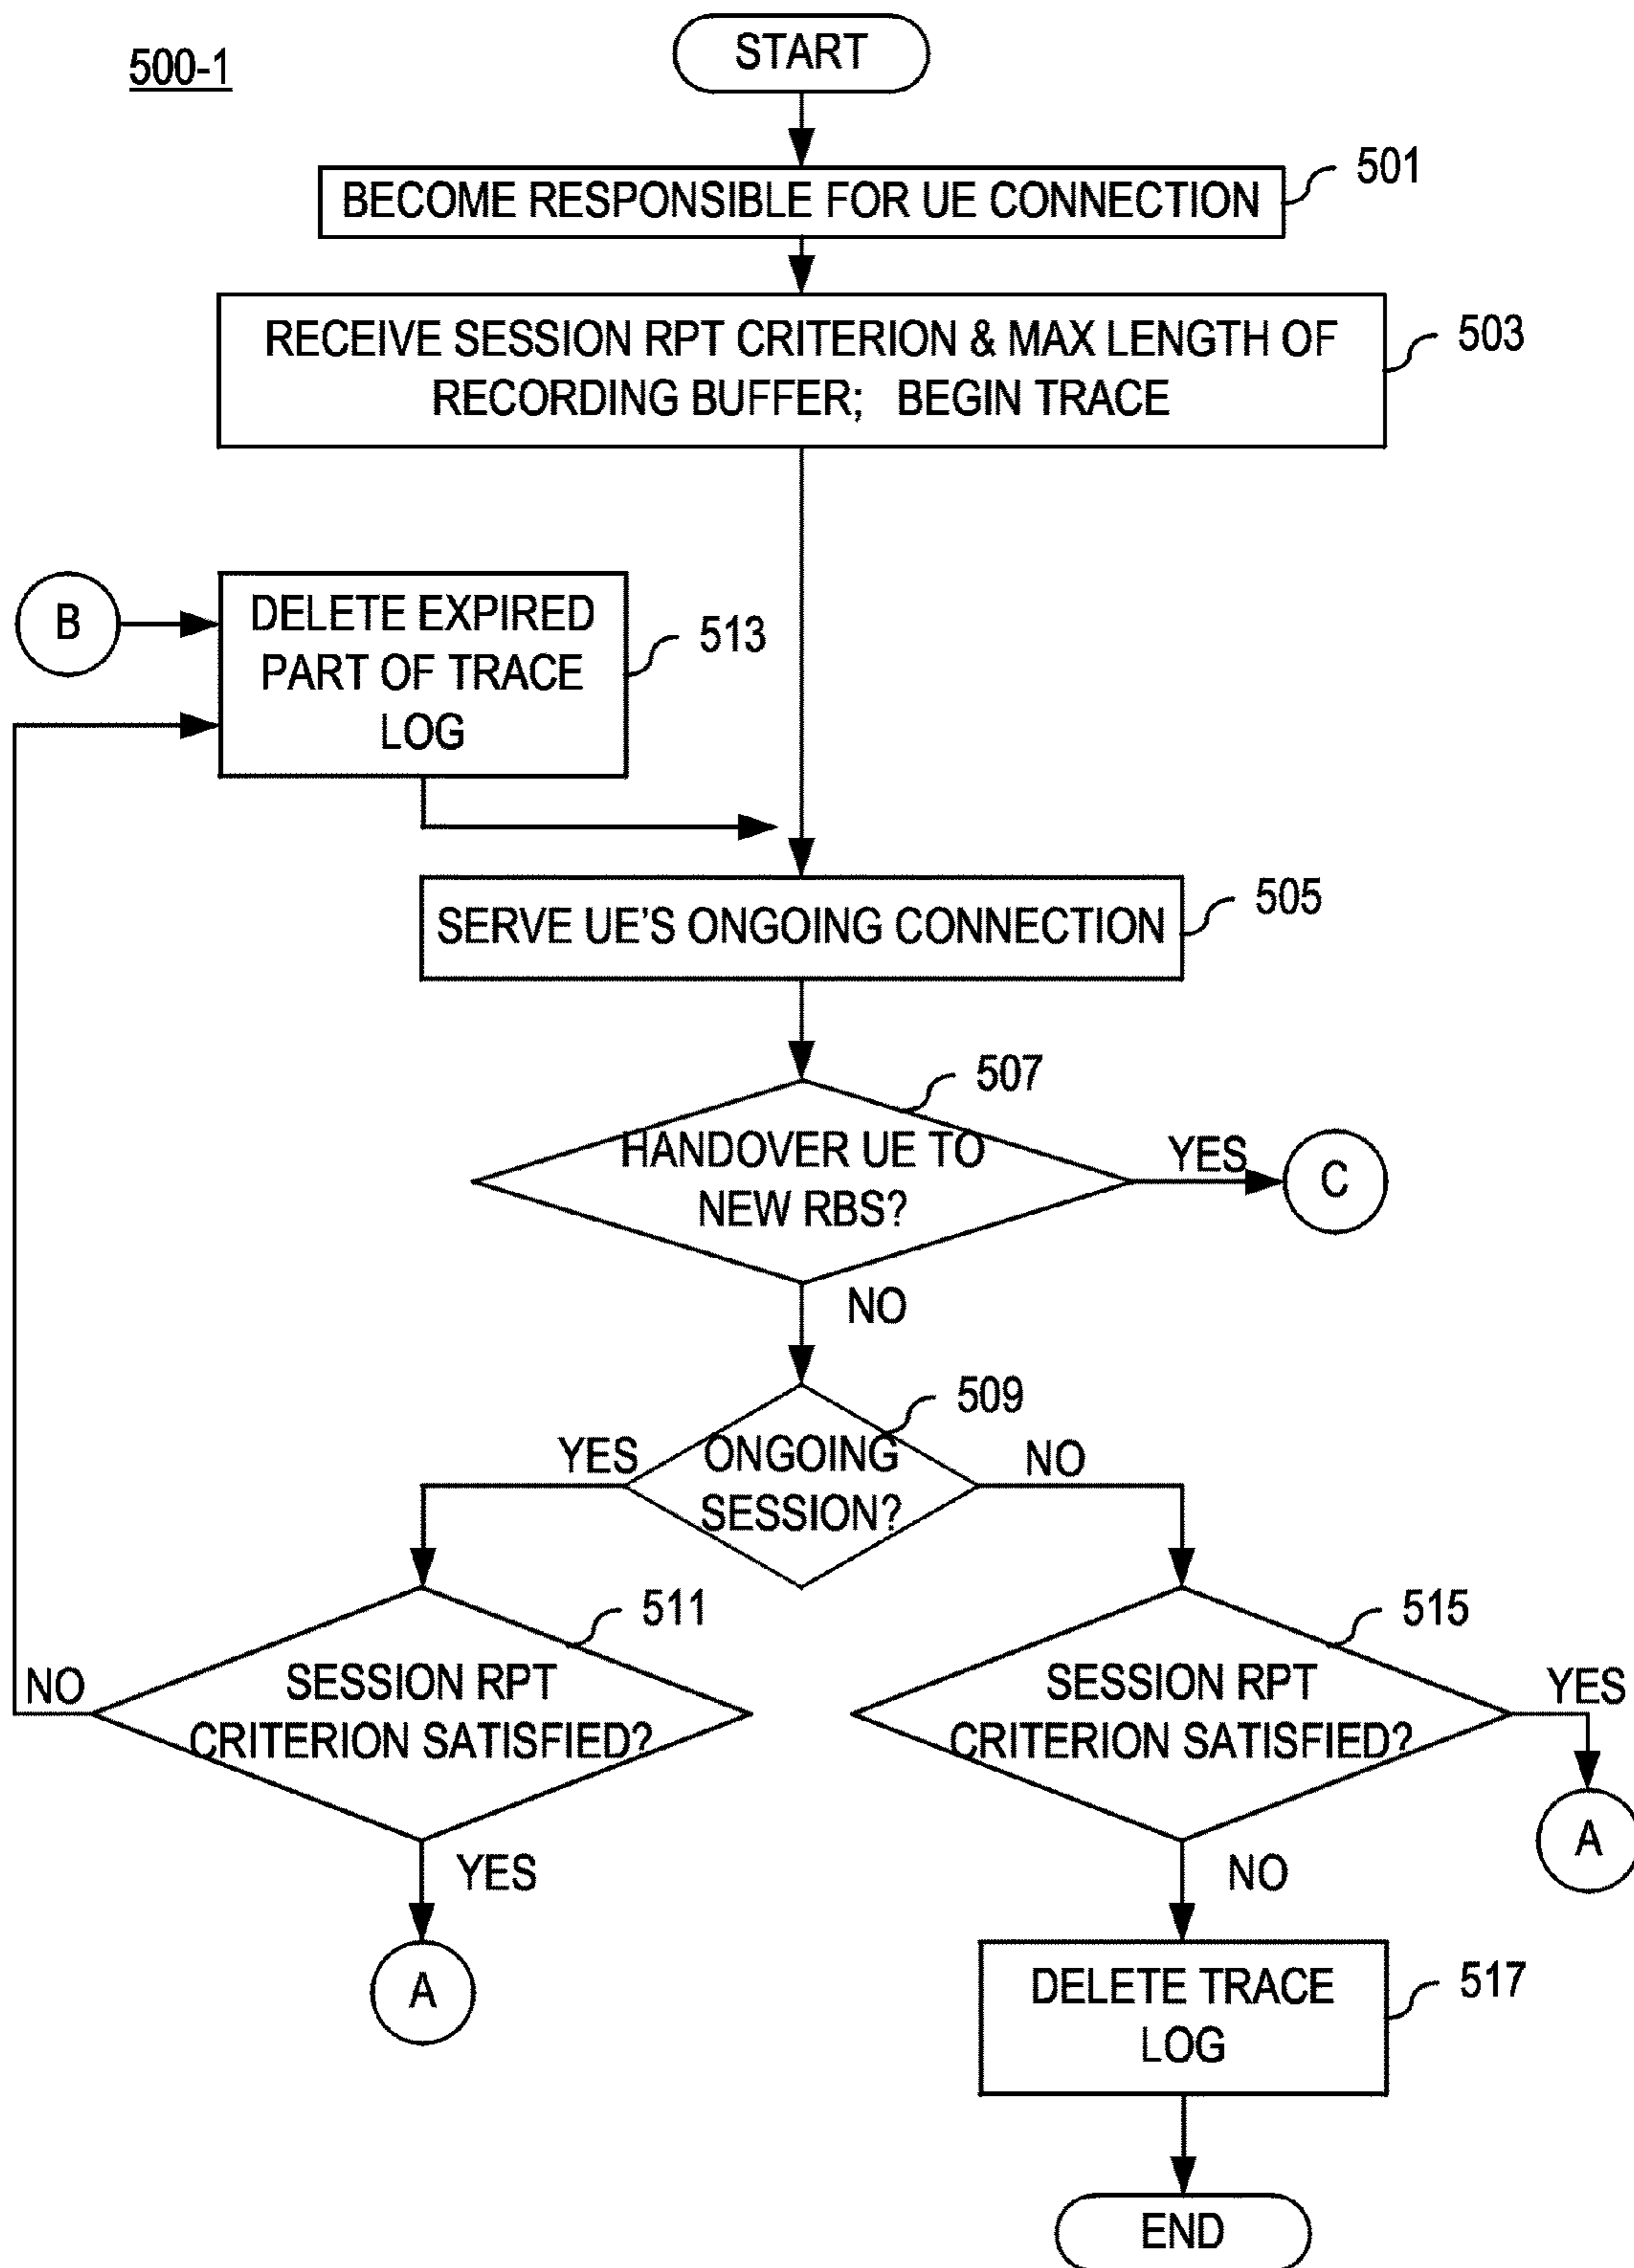 500-1
START
BECOME RESPONSIBLE FOR UE CONNECTION
501
RECEIVE SESSION RPT CRITERION & MAX LENGTH OF
RECORDING BUFFER; BEGIN TRACE
503
B
DELETE EXPIRED
PART OF TRACE
LOG
513
SERVE UE'S ONGOING CONNECTION
505
507
HANDOVER UE TO
NEW RBS?
YES
C
NO
509
YES
ONGOING
SESSION?
NO
511
SESSION RPT
CRITERION SATISFIED?
NO
YES
A
515
SESSION RPT
CRITERION SATISFIED?
YES
A
NO
DELETE TRACE
LOG
517
END